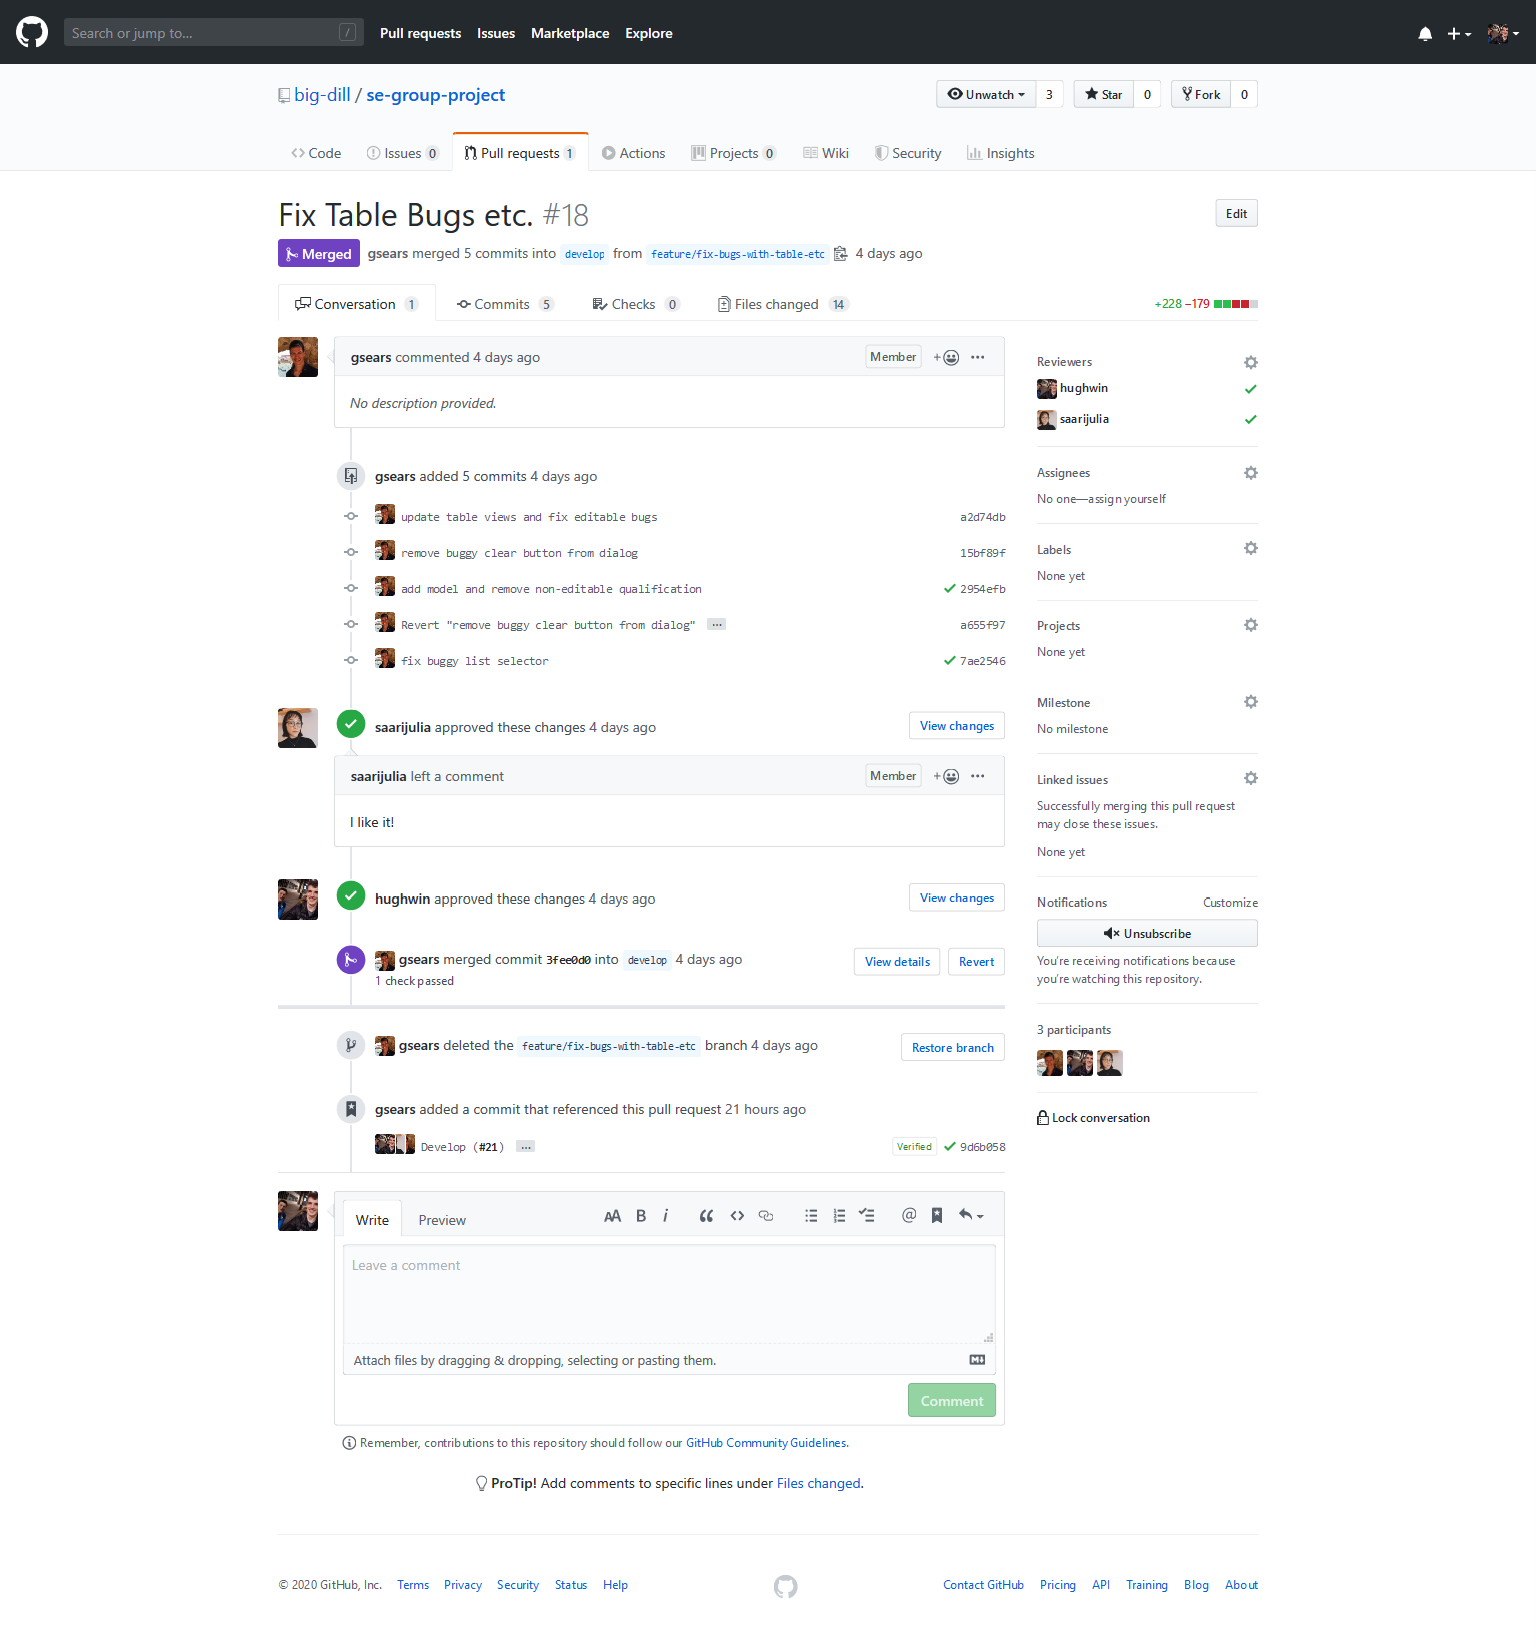 Search or jump to... / Pull requests Issues Marketplace Explore
big-dill / se-group-project Unwatch 3 Star 0 Fork 0
Code Issues 0 Pull requests 1 Actions Projects 0 Wiki Security Insights
Fix Table Bugs etc. #18 Edit
Merged gsears merged 5 commits into develop from feature/fix-bugs-with-table-etc 4 days ago
Conversation 1 Commits 5 Checks 0 Files changed 14 +228 −179
gsears commented 4 days ago Member
No description provided.
gsears added 5 commits 4 days ago
update table views and fix editable bugs a2d74db
remove buggy clear button from dialog 15bf89f
add model and remove non-editable qualification 2954efb
Revert "remove buggy clear button from dialog" ... a655f97
fix buggy list selector 7ae2546
saarijulia approved these changes 4 days ago View changes
saarijulia left a comment Member
I like it!
hughwin approved these changes 4 days ago View changes
gsears merged commit 3fee0d0 into develop 4 days ago View details Revert
1 check passed
gsears deleted the feature/fix-bugs-with-table-etc branch 4 days ago Restore branch
gsears added a commit that referenced this pull request 21 hours ago
Develop (#21) ... Verified 9d6b058
Reviewers
hughwin
saarijulia
Assignees
No one—assign yourself
Labels
None yet
Projects
None yet
Milestone
No milestone
Linked issues
Successfully merging this pull request
may close these issues.
None yet
Notifications Customize
Unsubscribe
You're receiving notifications because
you're watching this repository.
3 participants
Lock conversation
Write Preview AA B i @
Leave a comment
Attach files by dragging & dropping, selecting or pasting them.
Comment
Remember, contributions to this repository should follow our GitHub Community Guidelines.
ProTip! Add comments to specific lines under Files changed.
© 2020 GitHub, Inc. Terms Privacy Security Status Help Contact GitHub Pricing API Training Blog About